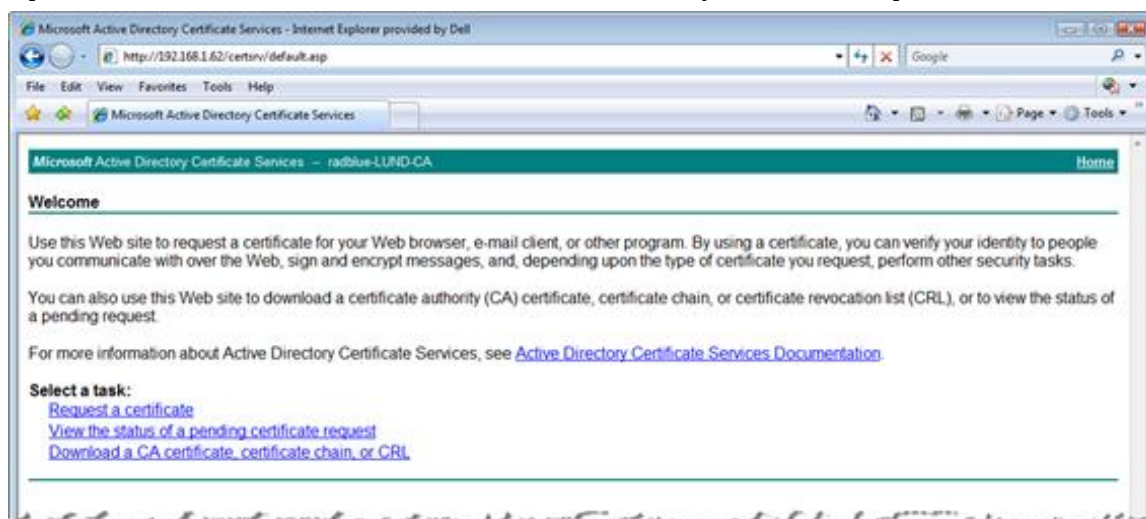 Microsoft Active Directory Certificate Services - Internet Explorer provided by Dell
http://192.168.1.62/certsrv/default.asp
Google
File Edit View Favorites Tools Help
Microsoft Active Directory Certificate Services
Page Tools
Microsoft Active Directory Certificate Services -- radblue-LUND-CA
Home
Welcome
Use this Web site to request a certificate for your Web browser, e-mail client, or other program. By using a certificate, you can verify your identity to people
you communicate with over the Web, sign and encrypt messages, and, depending upon the type of certificate you request, perform other security tasks.
You can also use this Web site to download a certificate authority (CA) certificate, certificate chain, or certificate revocation list (CRL), or to view the status of
a pending request.
For more information about Active Directory Certificate Services, see Active Directory Certificate Services Documentation.
Select a task:
Request a certificate
View the status of a pending certificate request
Download a CA certificate, certificate chain, or CRL